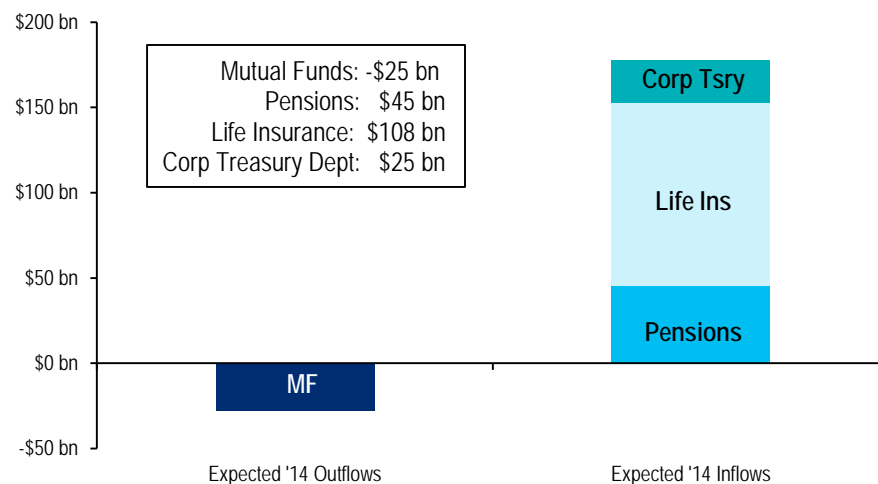 $200 bn
$150 bn
$100 bn
$50 bn
$0 bn
-$50 bn
Mutual Funds: -$25 bn
Pensions: $45 bn
Life Insurance: $108 bn
Corp Treasury Dept: $25 bn
Corp Tsry
Life Ins
Pensions
MF
Expected '14 Outflows
Expected '14 Inflows